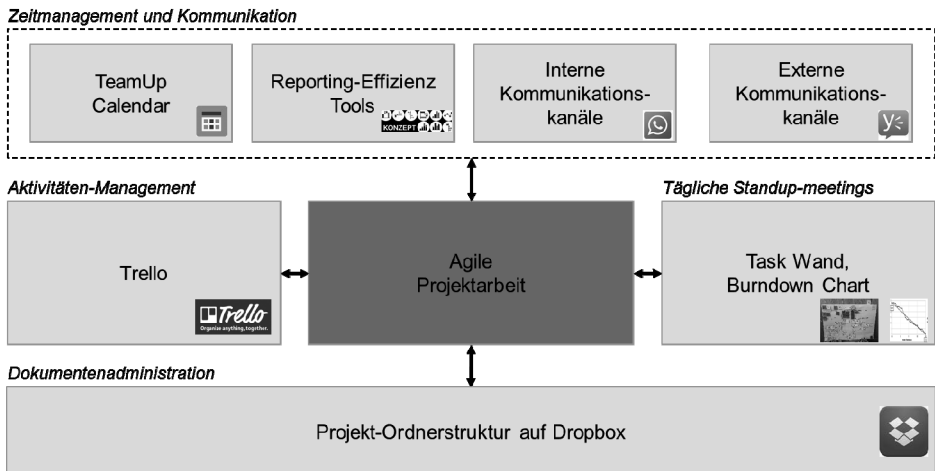 Zeitmanagement und Kommunikation
TeamUp
Calendar
Reporting-Effizienz
Tools
KONZEPT
Interne
Kommunikations-
kanäle
Externe
Kommunikations-
kanäle
Aktivitäten-Management
Tägliche Standup-meetings
Trello
Trello
Organise anything, together.
Agile
Projektarbeit
Task Wand,
Burndown Chart
Dokumentenadministration
Projekt-Ordnerstruktur auf Dropbox